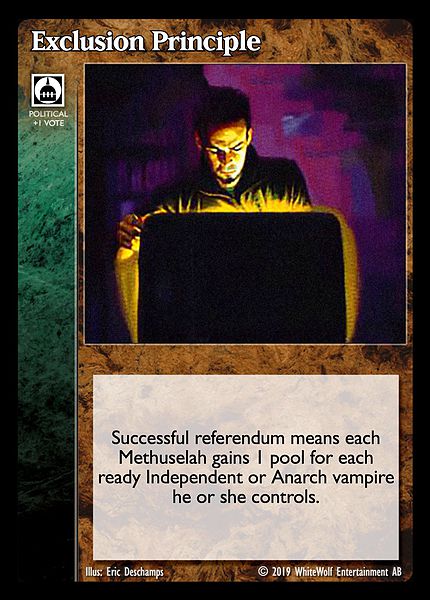 Exclusion Principle
POLITICAL
+1 VOTE
Successful referendum means each
Methuselah gains 1 pool for each
ready Independent or Anarch vampire
he or she controls.
Illus: Eric Deschamps © 2019 WhiteWolf Entertainment AB